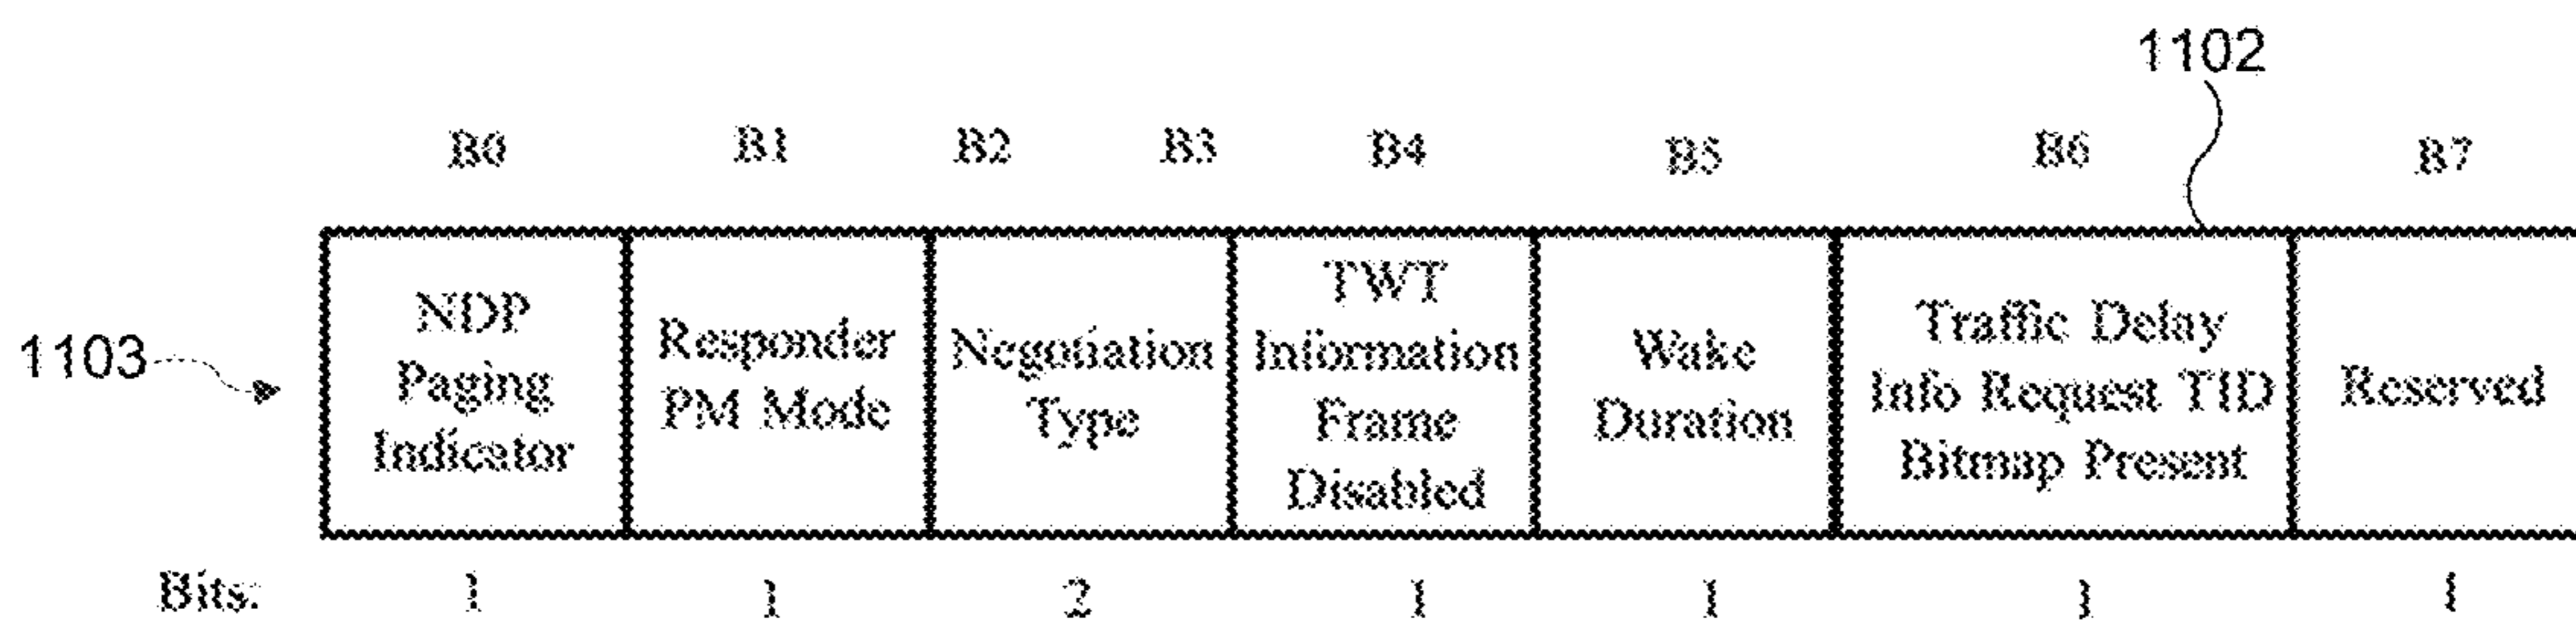 1102
B0 B1 B2 B3 B4 B5 B6 B7
1103
NDP
Paging
Indicator
Responder
PM Mode
Negotiation
Type
TWT
Information
Frame
Disabled
Wake
Duration
Traffic Delay
Info Request TID
Bitmap Present
Reserved
Bits: 1 1 2 1 1 1 1